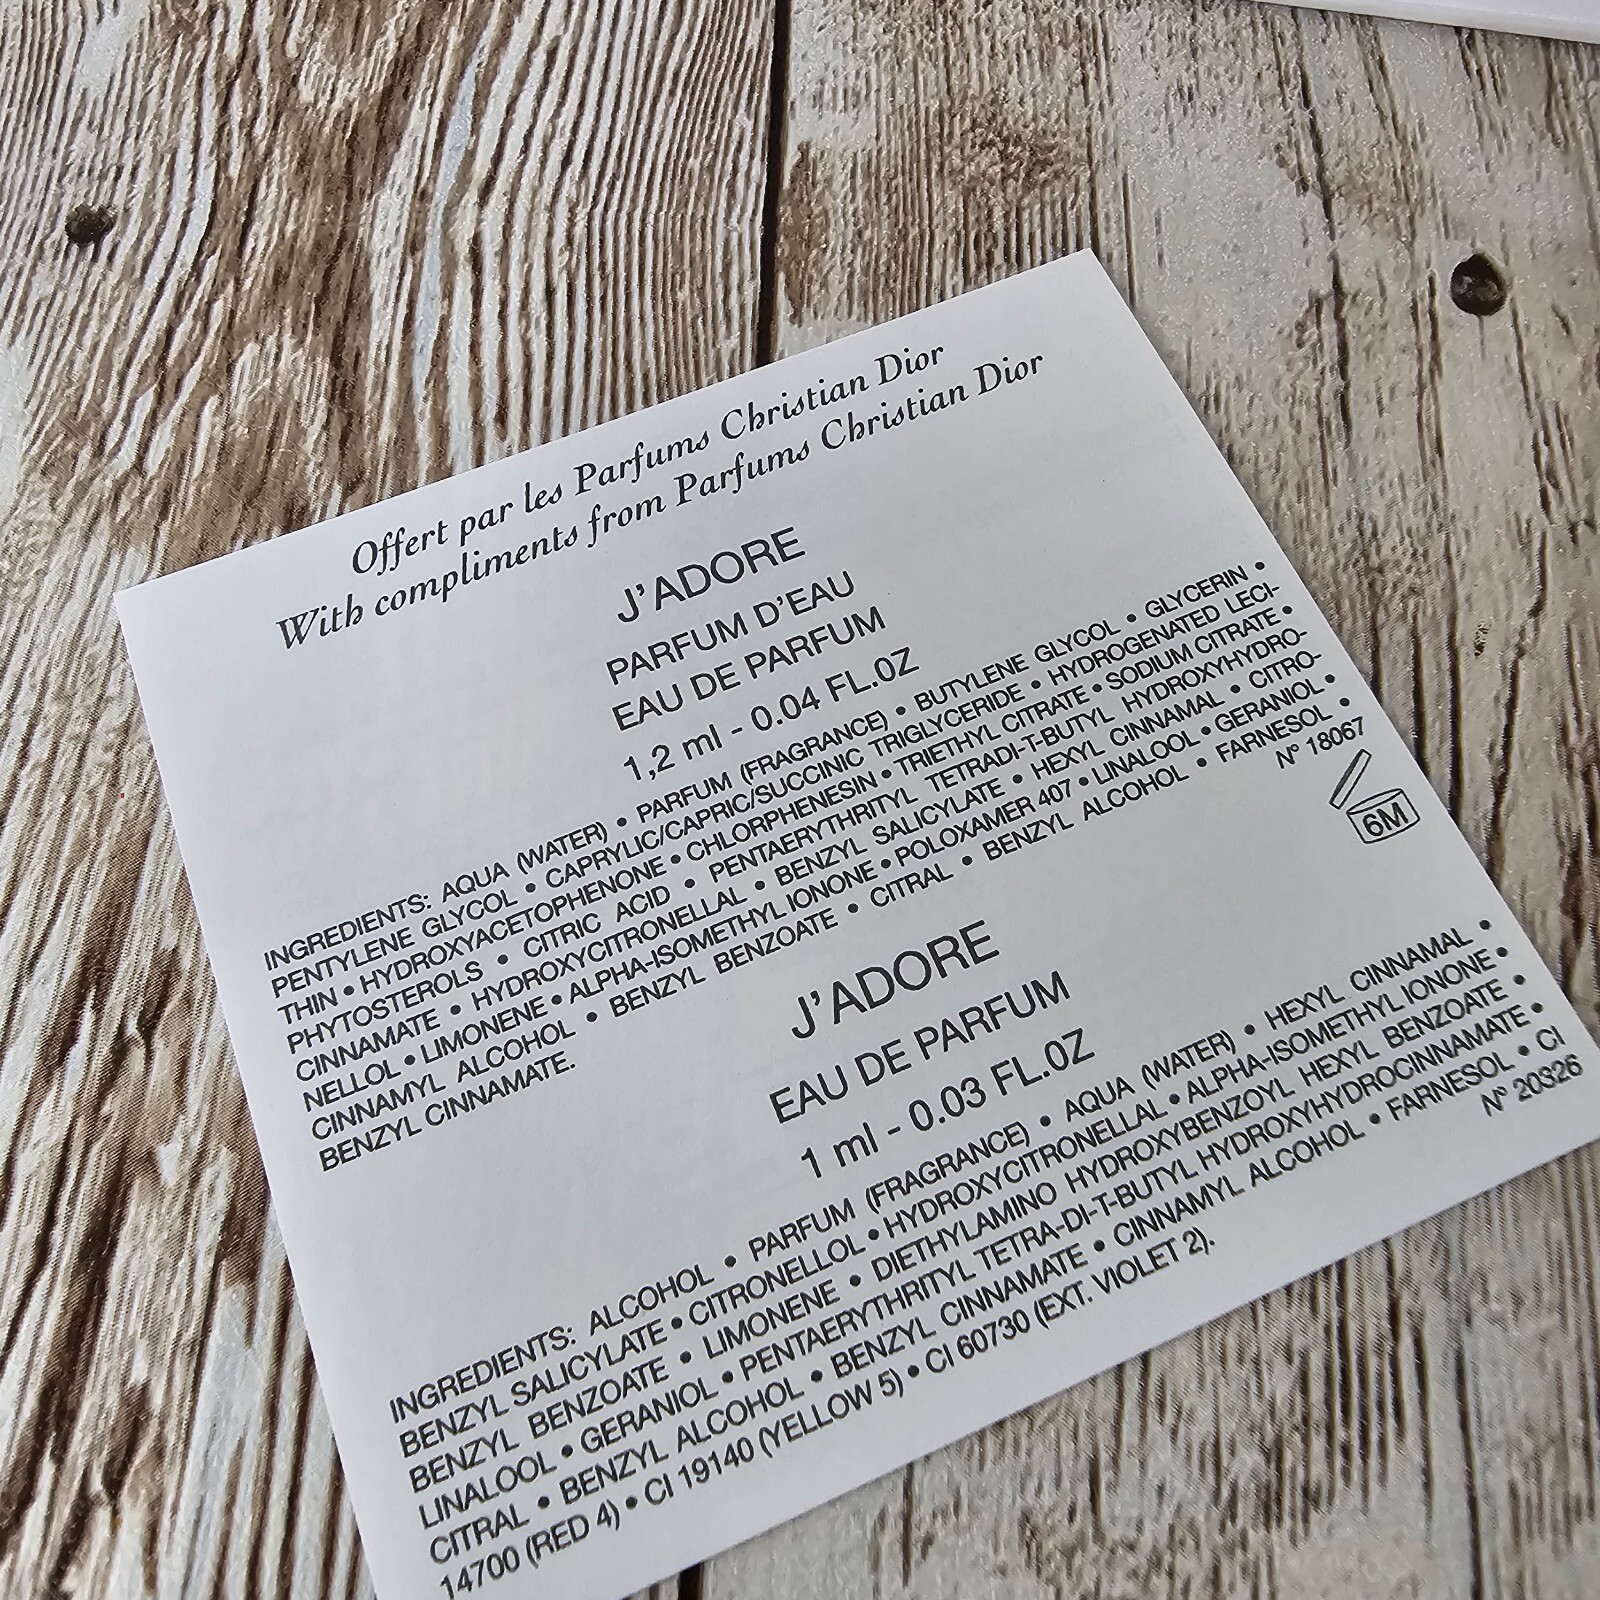 Offert par les Parfums Christian Dior
With compliments from Parfums Christian Dior
J'ADORE
PARFUM D'EAU
EAU DE PARFUM
1,2 ml - 0.04 FL.OZ
INGREDIENTS: AQUA (WATER) • PARFUM (FRAGRANCE) • BUTYLENE GLYCOL • GLYCERIN •
PENTYLENE GLYCOL • CAPRYLIC/CAPRIC/SUCCINIC TRIGLYCERIDE • HYDROGENATED LECI-
THIN • HYDROXYACETOPHENONE • CHLORPHENESIN • TRIETHYL CITRATE • SODIUM CITRATE •
PHYTOSTEROLS • CITRIC ACID • PENTAERYTHRITYL TETRADI-T-BUTYL HYDROXYHYDRO-
CINNAMATE • HYDROXYCITRONELLAL • BENZYL SALICYLATE • HEXYL CINNAMAL • CITRO-
NELLOL • LIMONENE • ALPHA-ISOMETHYL IONONE • POLOXAMER 407 • LINALOOL • GERANIOL •
CINNAMYL ALCOHOL • BENZYL BENZOATE • CITRAL • BENZYL ALCOHOL • FARNESOL •
BENZYL CINNAMATE.
N° 18067
6M
J'ADORE
EAU DE PARFUM
1 ml - 0.03 FL.OZ
INGREDIENTS: ALCOHOL • PARFUM (FRAGRANCE) • AQUA (WATER) • HEXYL CINNAMAL •
BENZYL SALICYLATE • CITRONELLOL • HYDROXYCITRONELLAL • ALPHA-ISOMETHYL IONONE •
BENZYL BENZOATE • LIMONENE • DIETHYLAMINO HYDROXYBENZOYL HEXYL BENZOATE •
LINALOOL • GERANIOL • PENTAERYTHRITYL TETRA-DI-T-BUTYL HYDROXYHYDROCINNAMATE •
CITRAL • BENZYL ALCOHOL • BENZYL CINNAMATE • CINNAMYL ALCOHOL • FARNESOL • CI
14700 (RED 4) • CI 19140 (YELLOW 5) • CI 60730 (EXT. VIOLET 2).
N° 20326